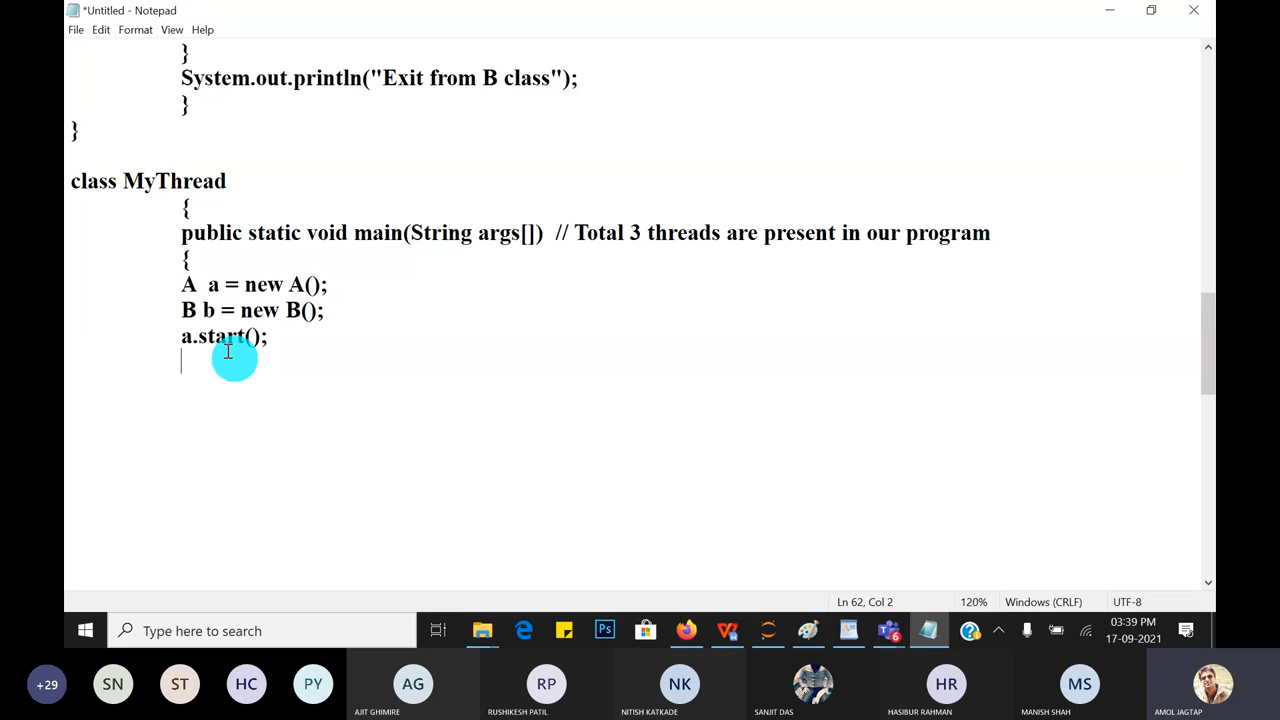 *Untitled - Notepad
File Edit Format View Help
}
System.out.println("Exit from B class");
}
}
class MyThread
{
public static void main(String args[]) // Total 3 threads are present in our program
{
A a = new A();
B b = new B();
a.start();
Ln 62, Col 2 120% Windows (CRLF) UTF-8
Type here to search
Ps
6
03:39 PM
17-09-2021
+29 SN ST HC PY AG RP NK HR MS
AJIT GHIMIRE RUSHIKESH PATIL NITISH KATKADE SANJIT DAS HASIBUR RAHMAN MANISH SHAH AMOL JAGTAP